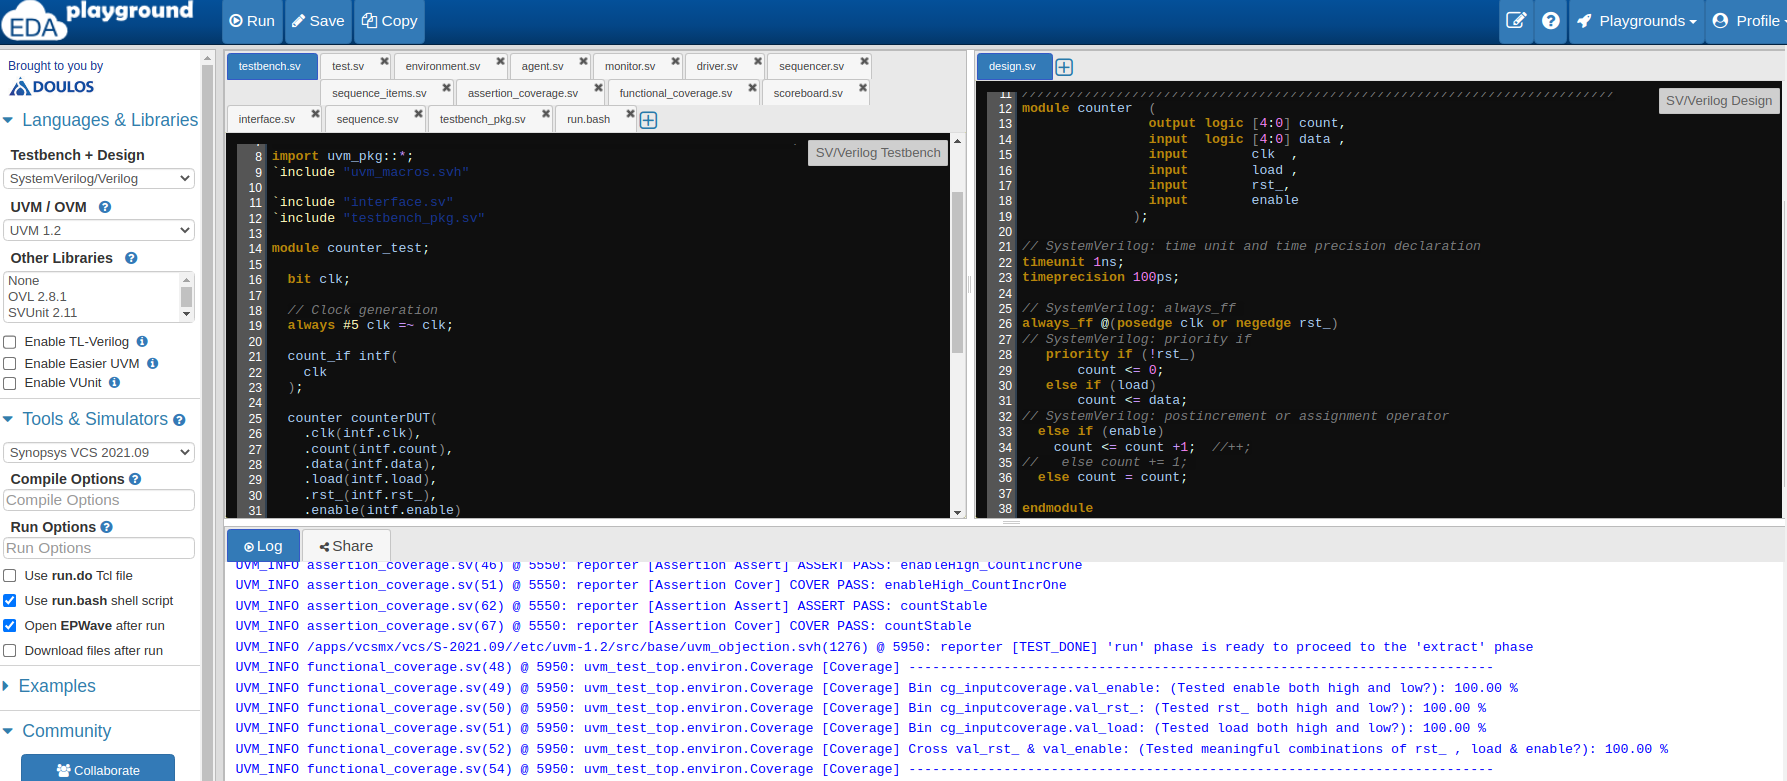 EDA playground
Run
Save
Copy
Playgrounds
Profile
Brought to you by
DOULOS
Languages & Libraries
Testbench + Design
SystemVerilog/Verilog
UVM / OVM
UVM 1.2
Other Libraries
None
OVL 2.8.1
SVUnit 2.11
Enable TL-Verilog
Enable Easier UVM
Enable VUnit
Tools & Simulators
Synopsys VCS 2021.09
Compile Options
Compile Options
Run Options
Run Options
Use run.do Tcl file
Use run.bash shell script
Open EPWave after run
Download files after run
Examples
Community
Collaborate
testbench.sv
test.sv
environment.sv
agent.sv
monitor.sv
driver.sv
sequencer.sv
sequence_items.sv
assertion_coverage.sv
functional_coverage.sv
scoreboard.sv
interface.sv
sequence.sv
testbench_pkg.sv
run.bash
SV/Verilog Testbench
8 import uvm_pkg::*;
9 `include "uvm_macros.svh"
10
11 `include "interface.sv"
12 `include "testbench_pkg.sv"
13
14 module counter_test;
15
16 bit clk;
17
18 // Clock generation
19 always #5 clk =~ clk;
20
21 count_if intf(
22 clk
23 );
24
25 counter counterDUT(
26 .clk(intf.clk),
27 .count(intf.count),
28 .data(intf.data),
29 .load(intf.load),
30 .rst_(intf.rst_),
31 .enable(intf.enable)
design.sv
SV/Verilog Design
11 ///////////////////////////////////////////////////////////////////////////
12 module counter (
13 output logic [4:0] count,
14 input logic [4:0] data ,
15 input clk ,
16 input load ,
17 input rst_,
18 input enable
19 );
20
21 // SystemVerilog: time unit and time precision declaration
22 timeunit 1ns;
23 timeprecision 100ps;
24
25 // SystemVerilog: always_ff
26 always_ff @(posedge clk or negedge rst_)
27 // SystemVerilog: priority if
28 priority if (!rst_)
29 count <= 0;
30 else if (load)
31 count <= data;
32 // SystemVerilog: postincrement or assignment operator
33 else if (enable)
34 count <= count +1; //++;
35 // else count += 1;
36 else count = count;
37
38 endmodule
Log
Share
UVM_INFO assertion_coverage.sv(46) @ 5550: reporter [Assertion Assert] ASSERT PASS: enableHigh_CountIncrOne
UVM_INFO assertion_coverage.sv(51) @ 5550: reporter [Assertion Cover] COVER PASS: enableHigh_CountIncrOne
UVM_INFO assertion_coverage.sv(62) @ 5550: reporter [Assertion Assert] ASSERT PASS: countStable
UVM_INFO assertion_coverage.sv(67) @ 5550: reporter [Assertion Cover] COVER PASS: countStable
UVM_INFO /apps/vcsmx/vcs/S-2021.09//etc/uvm-1.2/src/base/uvm_objection.svh(1276) @ 5950: reporter [TEST_DONE] 'run' phase is ready to proceed to the 'extract' phase
UVM_INFO functional_coverage.sv(48) @ 5950: uvm_test_top.environ.Coverage [Coverage] --------------------------------------------------------------------------
UVM_INFO functional_coverage.sv(49) @ 5950: uvm_test_top.environ.Coverage [Coverage] Bin cg_inputcoverage.val_enable: (Tested enable both high and low?): 100.00 %
UVM_INFO functional_coverage.sv(50) @ 5950: uvm_test_top.environ.Coverage [Coverage] Bin cg_inputcoverage.val_rst_: (Tested rst_ both high and low?): 100.00 %
UVM_INFO functional_coverage.sv(51) @ 5950: uvm_test_top.environ.Coverage [Coverage] Bin cg_inputcoverage.val_load: (Tested load both high and low?): 100.00 %
UVM_INFO functional_coverage.sv(52) @ 5950: uvm_test_top.environ.Coverage [Coverage] Cross val_rst_ & val_enable: (Tested meaningful combinations of rst_ , load & enable?): 100.00 %
UVM_INFO functional_coverage.sv(54) @ 5950: uvm_test_top.environ.Coverage [Coverage] --------------------------------------------------------------------------